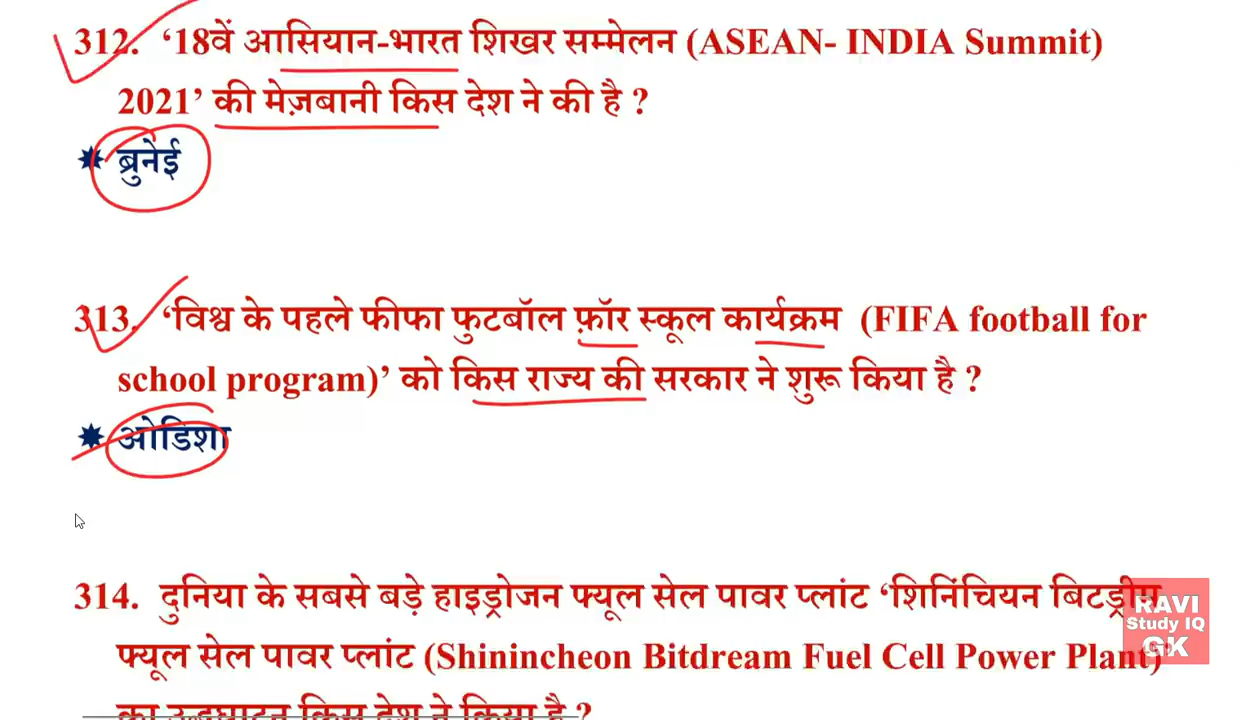 312. ‘18वें आसियान-भारत शिखर सम्मेलन (ASEAN- INDIA Summit)
2021’ की मेज़बानी किस देश ने की है ?
ब्रुनेई
313. ‘विश्व के पहले फीफा फुटबॉल फ़ॉर स्कूल कार्यक्रम (FIFA football for
school program)’ को किस राज्य की सरकार ने शुरू किया है ?
ओडिशा
314. दुनिया के सबसे बड़े हाइड्रोजन फ्यूल सेल पावर प्लांट ‘शिनिंचियन बिटड्रीम
फ्यूल सेल पावर प्लांट (Shinincheon Bitdream Fuel Cell Power Plant)
का उद्घाटन किस देश ने किया है ?
RAVI
Study IQ
GK